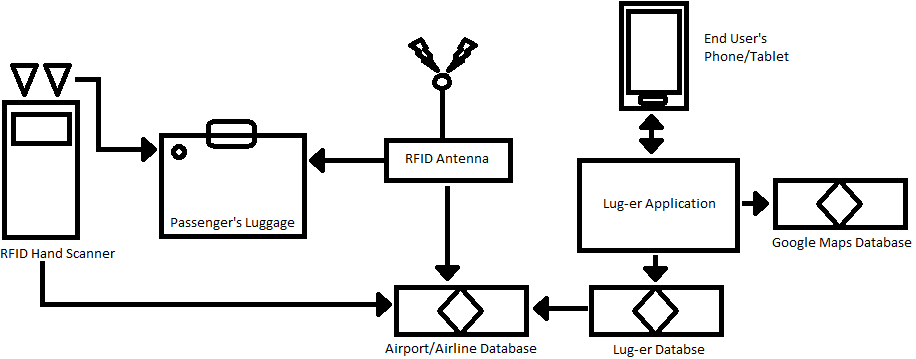 End User's
Phone/Tablet
RFID Antenna
Lug-er Application
Passenger's Luggage
Google Maps Database
RFID Hand Scanner
Airport/Airline Database
Lug-er Databse